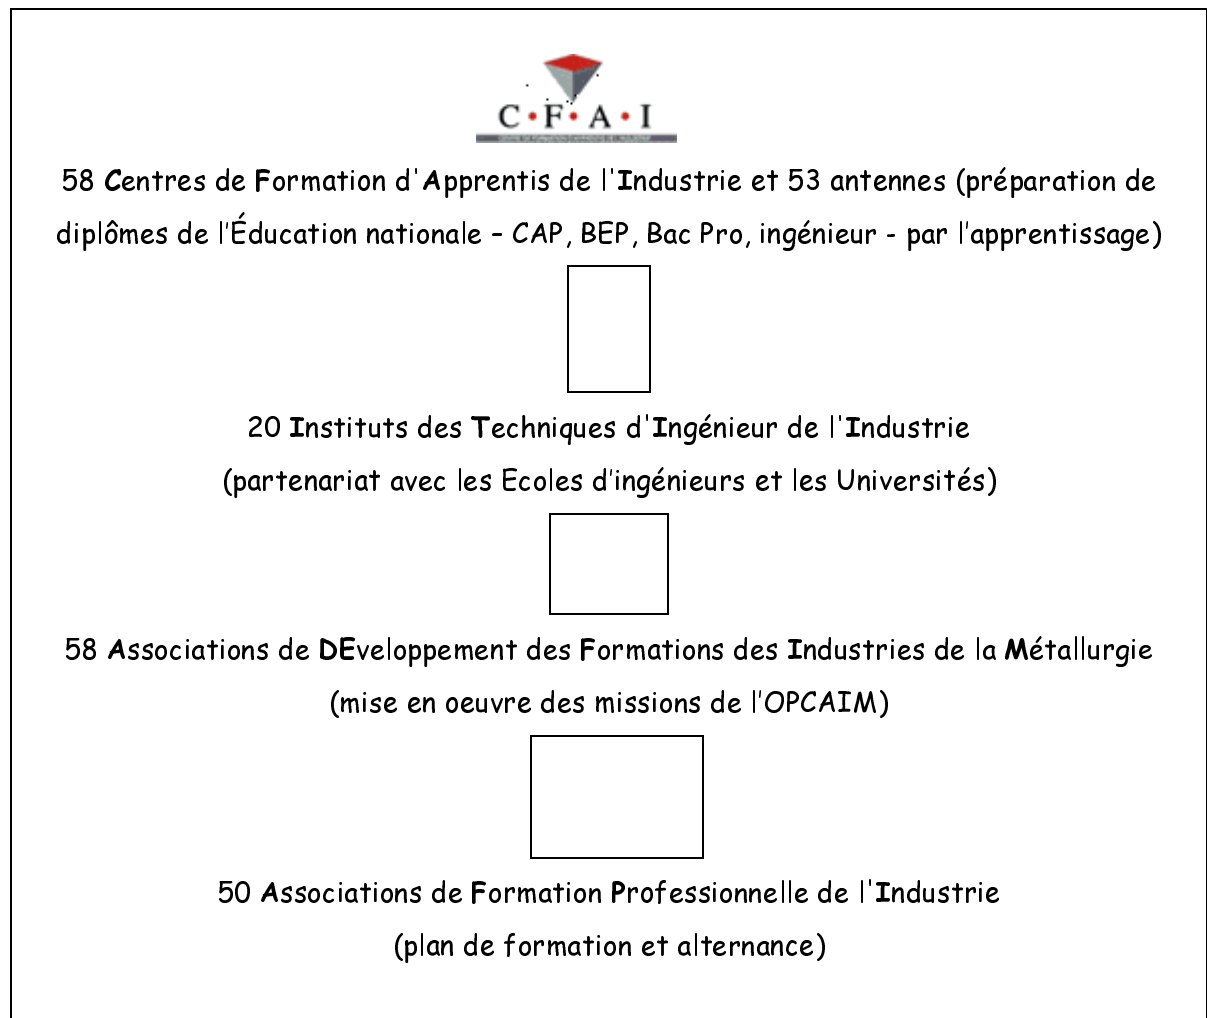 C•F•A•I
58 Centres de Formation d'Apprentis de l'Industrie et 53 antennes (préparation de
diplômes de l'Éducation nationale – CAP, BEP, Bac Pro, ingénieur - par l'apprentissage)
20 Instituts des Techniques d'Ingénieur de l'Industrie
(partenariat avec les Ecoles d'ingénieurs et les Universités)
58 Associations de DEveloppement des Formations des Industries de la Métallurgie
(mise en oeuvre des missions de l'OPCAIM)
50 Associations de Formation Professionnelle de l'Industrie
(plan de formation et alternance)